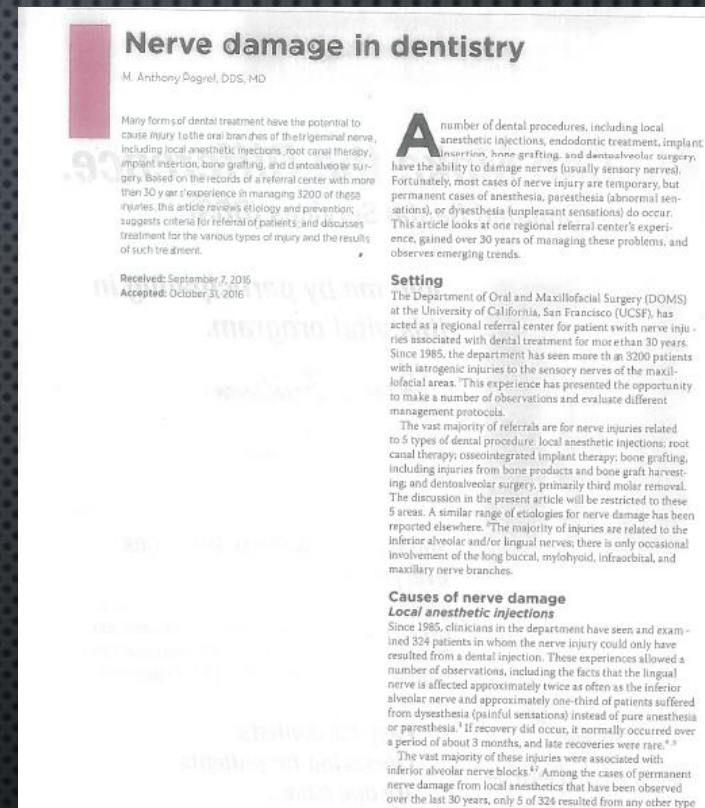 Nerve damage in dentistry
M. Anthony Pogrel, DDS, MD
Many forms of dental treatment have the potential to
cause injury to the oral branches of the trigeminal nerve,
including local anesthetic injections, root canal therapy,
implant insertion, bone grafting, and dentoalveolar sur-
gery. Based on the records of a referral center with more
than 30 years' experience in managing 3200 of these
injuries, this article reviews etiology and prevention,
suggests criteria for referral of patients, and discusses
treatment for the various types of injury and the results
of such treatment.
Received: September 7, 2016
Accepted: October 31, 2016
A number of dental procedures, including local
anesthetic injections, endodontic treatment, implant
insertion, bone grafting, and dentoalveolar surgery,
have the ability to damage nerves (usually sensory nerves).
Fortunately, most cases of nerve injury are temporary, but
permanent cases of anesthesia, paresthesia (abnormal sen-
sations), or dysesthesia (unpleasant sensations) do occur.
This article looks at one regional referral center's experi-
ence, gained over 30 years of managing these problems, and
observes emerging trends.
Setting
The Department of Oral and Maxillofacial Surgery (DOMS)
at the University of California, San Francisco (UCSF), has
acted as a regional referral center for patient swith nerve inju-
ries associated with dental treatment for more than 30 years.
Since 1985, the department has seen more than 3200 patients
with iatrogenic injuries to the sensory nerves of the maxil-
lofacial areas. This experience has presented the opportunity
to make a number of observations and evaluate different
management protocols.
The vast majority of referrals are for nerve injuries related
to 5 types of dental procedure: local anesthetic injections; root
canal therapy; osseointegrated implant therapy; bone grafting,
including injuries from bone products and bone graft harvest-
ing; and dentoalveolar surgery, primarily third molar removal.
The discussion in the present article will be restricted to these
5 areas. A similar range of etiologies for nerve damage has been
reported elsewhere. The majority of injuries are related to the
inferior alveolar and/or lingual nerves; there is only occasional
involvement of the long buccal, mylohyoid, infraorbital, and
maxillary nerve branches.
Causes of nerve damage
Local anesthetic injections
Since 1985, clinicians in the department have seen and exam-
ined 324 patients in whom the nerve injury could only have
resulted from a dental injection. These experiences allowed a
number of observations, including the facts that the lingual
nerve is affected approximately twice as often as the inferior
alveolar nerve and approximately one-third of patients suffered
from dysesthesia (painful sensations) instead of pure anesthesia
or paresthesia.³ If recovery did occur, it normally occurred over
a period of about 3 months, and late recoveries were rare.
The vast majority of these injuries were associated with
inferior alveolar nerve blocks. Among the cases of permanent
nerve damage from local anesthetics that have been observed
over the last 30 years, only 5 of 324 resulted from any other type